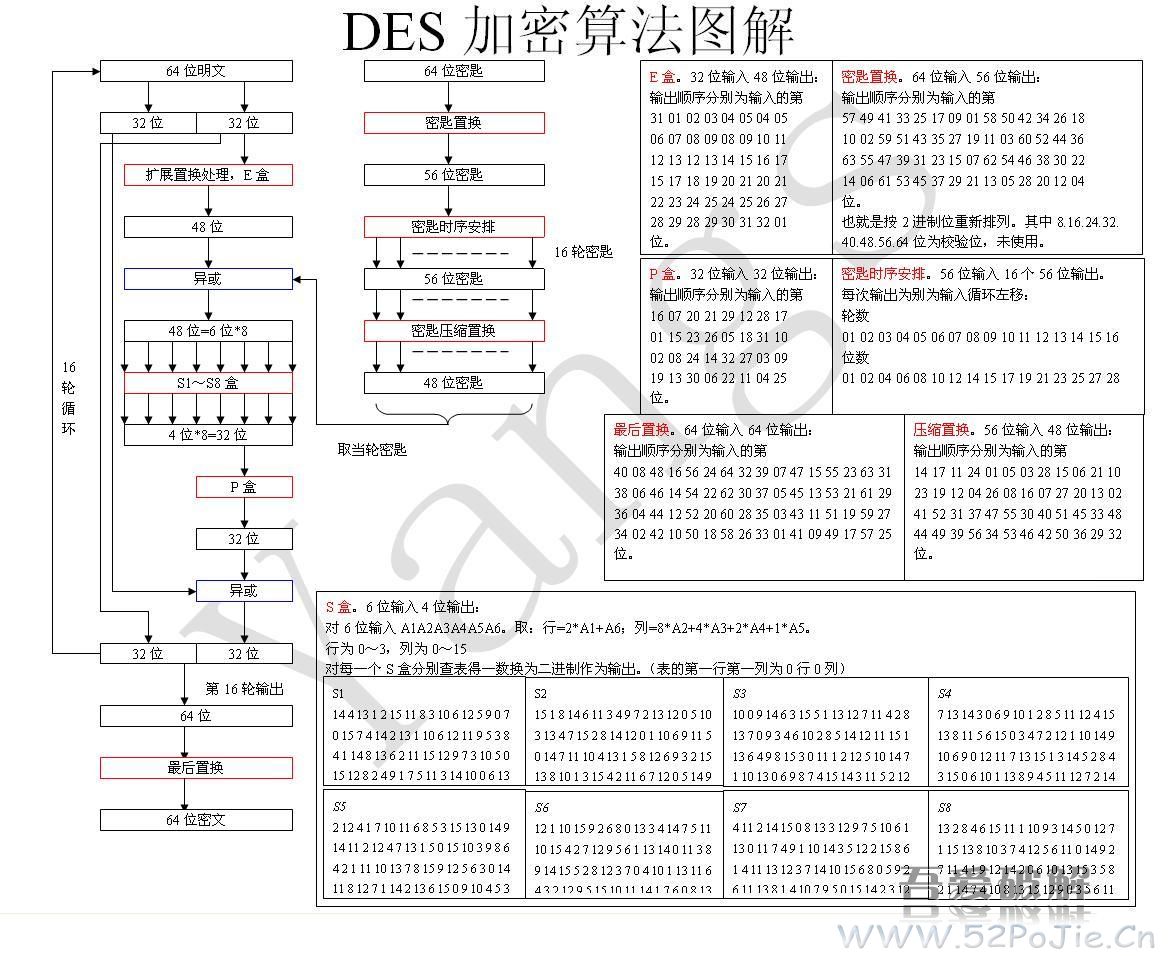 DES 加密算法图解
64 位明文
32 位
32 位
扩展置换处理，E 盒
48 位
异或
48 位=6 位*8
S1～S8 盒
4 位*8=32位
P 盒
32 位
异或
32 位
32 位
16
轮
循
环
第 16 轮输出
64 位
最后置换
64 位密文
64 位密匙
密匙置换
56 位密匙
密匙时序安排
16 轮密匙
56 位密匙
密匙压缩置换
48 位密匙
取当轮密匙
E 盒。32 位输入 48 位输出：
输出顺序分别为输入的第
31 01 02 03 04 05 04 05
06 07 08 09 08 09 10 11
12 13 12 13 14 15 16 17
15 17 18 19 20 21 20 21
22 23 24 25 24 25 26 27
28 29 28 29 30 31 32 01
位。
密匙置换。64 位输入 56 位输出：
输出顺序分别为输入的第
57 49 41 33 25 17 09 01 58 50 42 34 26 18
10 02 59 51 43 35 27 19 11 03 60 52 44 36
63 55 47 39 31 23 15 07 62 54 46 38 30 22
14 06 61 53 45 37 29 21 13 05 28 20 12 04
位。
也就是按 2 进制位重新排列。其中 8.16.24.32.
40.48.56.64 位为校验位，未使用。
P 盒。32 位输入 32 位输出：
输出顺序分别为输入的第
16 07 20 21 29 12 28 17
01 15 23 26 05 18 31 10
02 08 24 14 32 27 03 09
19 13 30 06 22 11 04 25
位。
密匙时序安排。56 位输入 16 个 56 位输出。
每次输出为别为输入循环左移：
轮数
01 02 03 04 05 06 07 08 09 10 11 12 13 14 15 16
位数
01 02 04 06 08 10 12 14 15 17 19 21 23 25 27 28
最后置换。64 位输入 64 位输出：
输出顺序分别为输入的第
40 08 48 16 56 24 64 32 39 07 47 15 55 23 63 31
38 06 46 14 54 22 62 30 37 05 45 13 53 21 61 29
36 04 44 12 52 20 60 28 35 03 43 11 51 19 59 27
34 02 42 10 50 18 58 26 33 01 41 09 49 17 57 25
位。
压缩置换。56 位输入 48 位输出：
输出顺序分别为输入的第
14 17 11 24 01 05 03 28 15 06 21 10
23 19 12 04 26 08 16 07 27 20 13 02
41 52 31 37 47 55 30 40 51 45 33 48
44 49 39 56 34 53 46 42 50 36 29 32
位。
S 盒。6 位输入 4 位输出：
对 6 位输入 A1A2A3A4A5A6。取：行=2*A1+A6；列=8*A2+4*A3+2*A4+1*A5。
行为 0～3，列为 0～15
对每一个 S 盒分别查表得一数换为二进制作为输出。（表的第一行第一列为 0 行 0 列）
S1
14 4 13 1 2 15 11 8 3 10 6 12 5 9 0 7
0 15 7 4 14 2 13 1 10 6 12 11 9 5 3 8
4 1 14 8 13 6 2 11 15 12 9 7 3 10 5 0
15 12 8 2 4 9 1 7 5 11 3 14 10 0 6 13
S2
15 1 8 14 6 11 3 4 9 7 2 13 12 0 5 10
3 13 4 7 15 2 8 14 12 0 1 10 6 9 11 5
0 14 7 11 10 4 13 1 5 8 12 6 9 3 2 15
13 8 10 1 3 15 4 2 11 6 7 12 0 5 14 9
S3
10 0 9 14 6 3 15 5 1 13 12 7 11 4 2 8
13 7 0 9 3 4 6 10 2 8 5 14 12 11 15 1
13 6 4 9 8 15 3 0 11 1 2 12 5 10 14 7
1 10 13 0 6 9 8 7 4 15 14 3 11 5 2 12
S4
7 13 14 3 0 6 9 10 1 2 8 5 11 12 4 15
13 8 11 5 6 15 0 3 4 7 2 12 1 10 14 9
10 6 9 0 12 11 7 13 15 1 3 14 5 2 8 4
3 15 0 6 10 1 13 8 9 4 5 11 12 7 2 14
S5
2 12 4 1 7 10 11 6 8 5 3 15 13 0 14 9
14 11 2 12 4 7 13 1 5 0 15 10 3 9 8 6
4 2 1 11 10 13 7 8 15 9 12 5 6 3 0 14
11 8 12 7 1 14 2 13 6 15 0 9 10 4 5 3
S6
12 1 10 15 9 2 6 8 0 13 3 4 14 7 5 11
10 15 4 2 7 12 9 5 6 1 13 14 0 11 3 8
9 14 15 5 2 8 12 3 7 0 4 10 1 13 11 6
4 3 2 12 9 5 15 10 11 14 1 7 6 0 8 13
S7
4 11 2 14 15 0 8 13 3 12 9 7 5 10 6 1
13 0 11 7 4 9 1 10 14 3 5 12 2 15 8 6
1 4 11 13 12 3 7 14 10 15 6 8 0 5 9 2
6 11 13 8 1 4 10 7 9 5 0 15 14 2 3 12
S8
13 2 8 4 6 15 11 1 10 9 3 14 5 0 12 7
1 15 13 8 10 3 7 4 12 5 6 11 0 14 9 2
7 11 4 1 9 12 14 2 0 6 10 13 15 3 5 8
2 1 14 7 4 10 8 13 15 12 9 0 3 5 6 11
Yangs
吾爱破解
www.52PoJie.Cn